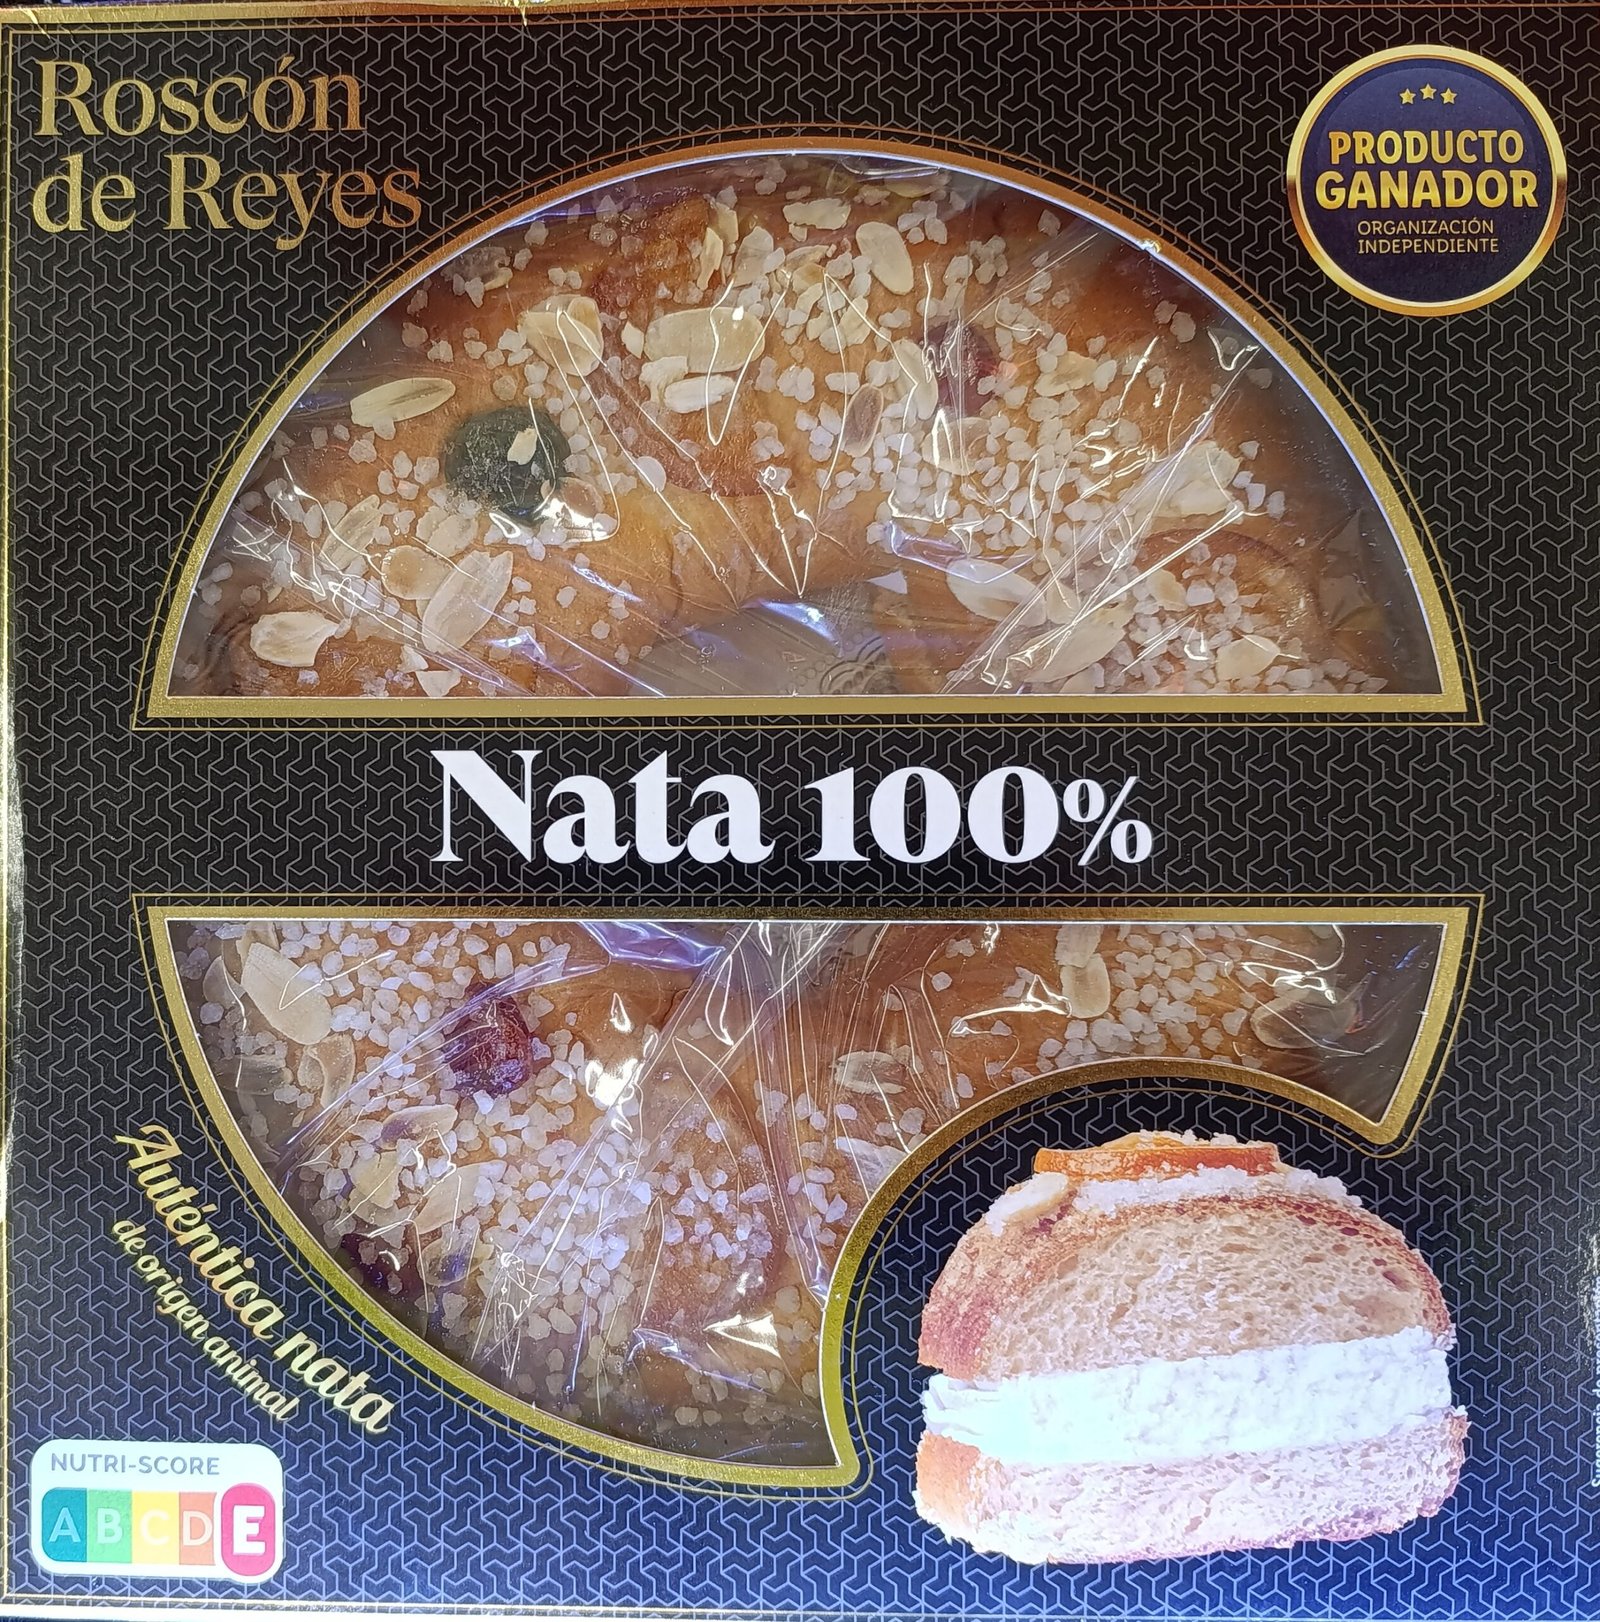 Roscón
de Reyes
PRODUCTO
GANADOR
ORGANIZACIÓN
INDEPENDIENTE
Nata 100%
Auténtica nata
de origen animal
NUTRI-SCORE
A B C D E